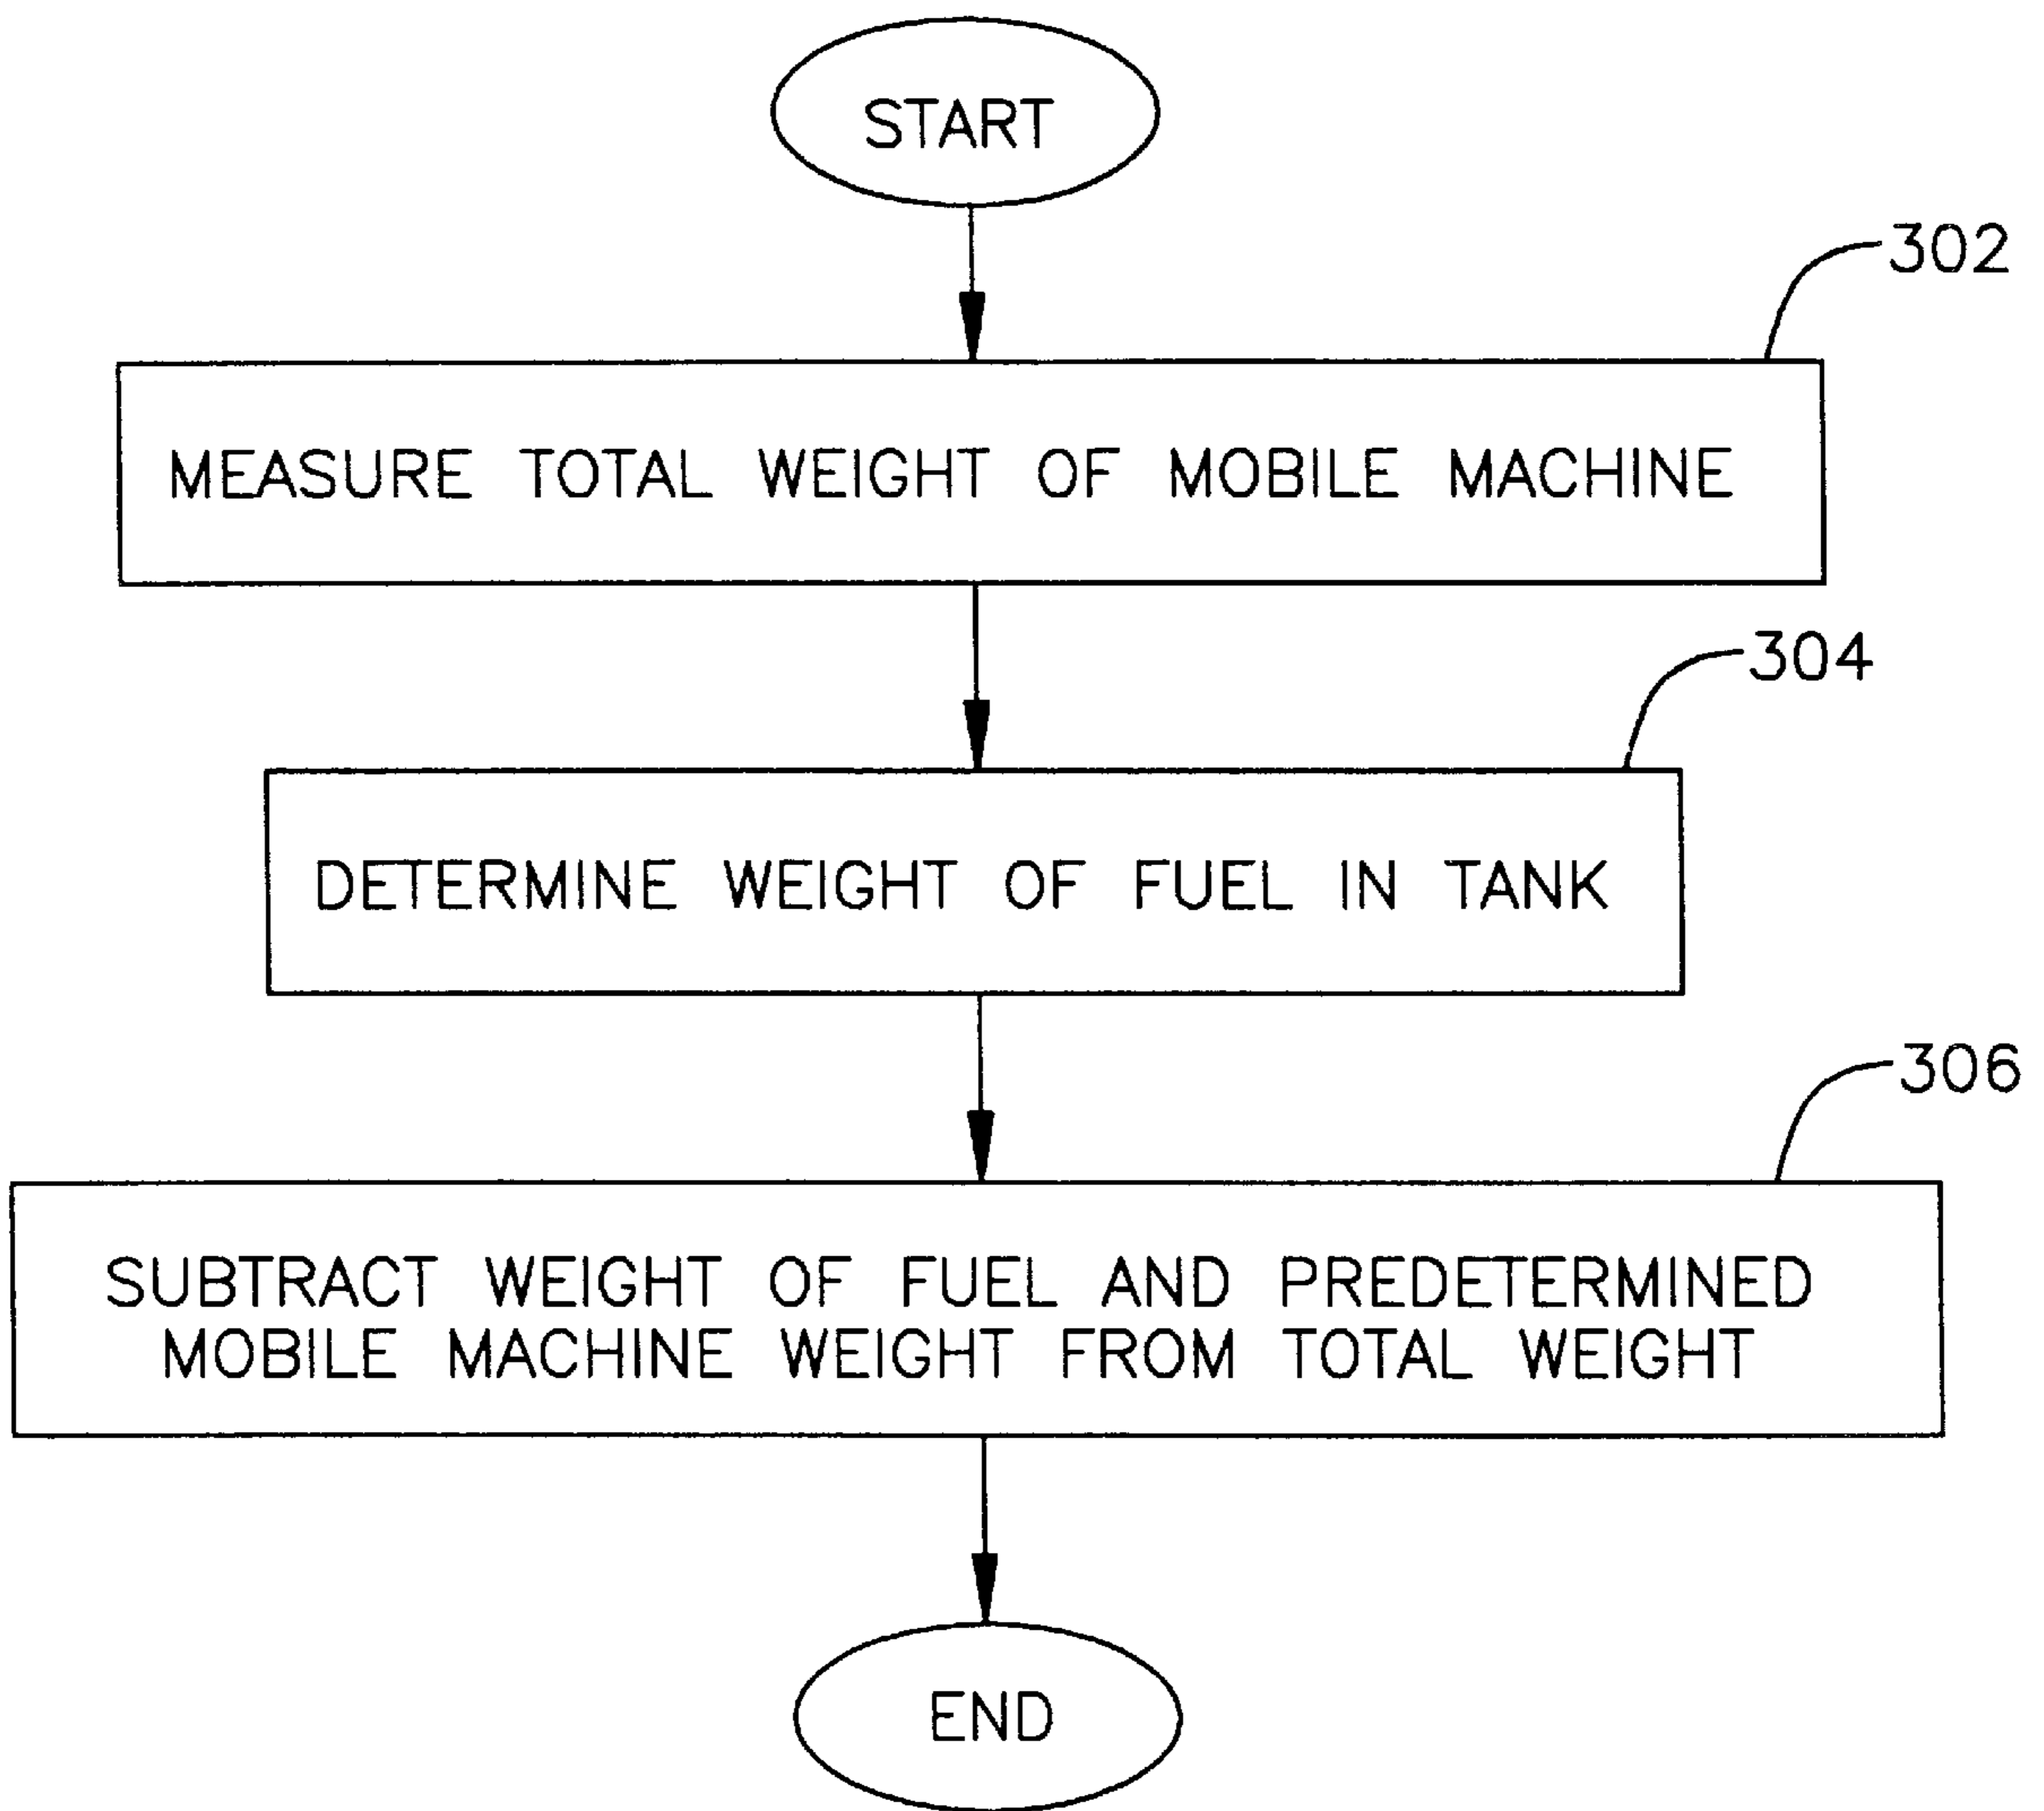 START
302
MEASURE TOTAL WEIGHT OF MOBILE MACHINE
304
DETERMINE WEIGHT OF FUEL IN TANK
306
SUBTRACT WEIGHT OF FUEL AND PREDETERMINED
MOBILE MACHINE WEIGHT FROM TOTAL WEIGHT
END